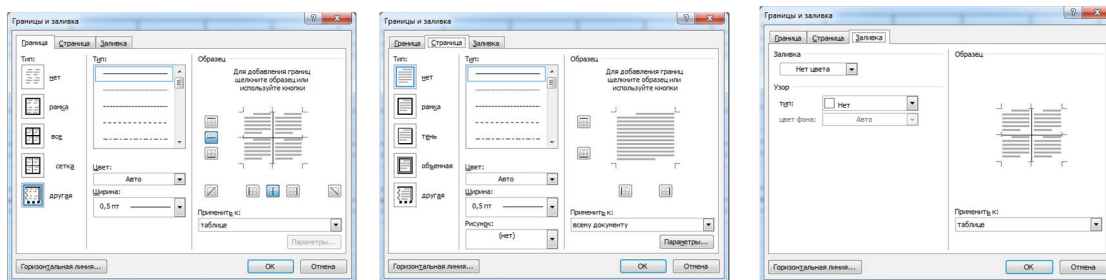 Границы и заливка
Граница Страница Заливка
Тип:
нет
рамка
все
сетка
другая
Тип:
Цвет:
Авто
Ширина:
0,5 пт
Образец
Для добавления границ
щелкните образец или
используйте кнопки
Применить к:
таблице
Параметры...
Горизонтальная линия...
ОК
Отмена
Границы и заливка
Граница Страница Заливка
Тип:
нет
рамка
тень
объемная
другая
Тип:
Цвет:
Авто
Ширина:
0,5 пт
Рисунок:
(нет)
Образец
Для добавления границ
щелкните образец или
используйте кнопки
Применить к:
всему документу
Параметры...
Горизонтальная линия...
ОК
Отмена
Границы и заливка
Граница Страница Заливка
Заливка
Нет цвета
Узор
тип:
Нет
цвет фона:
Авто
Образец
Применить к:
таблице
Горизонтальная линия...
ОК
Отмена